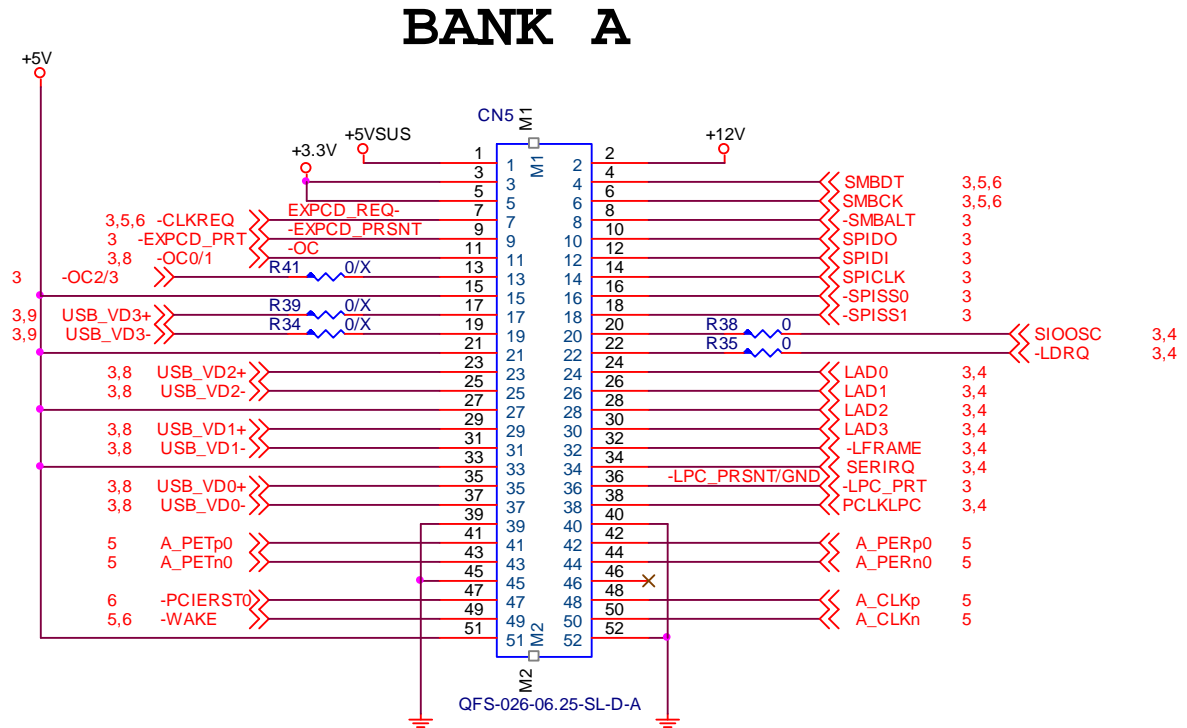 BANK A
+5V
CN5 M1
+5VSUS +12V
+3.3V
1 1 M1 2 2
3 3 4 4 SMBDT 3,5,6
5 5 6 6 SMBCK 3,5,6
3,5,6 -CLKREQ EXPCD_REQ- 7 7 8 8 -SMBALT 3
3 -EXPCD_PRT -EXPCD_PRSNT 9 9 10 10 SPIDO 3
3,8 -OC0/1 -OC 11 11 12 12 SPIDI 3
3 -OC2/3 R41 0/X 13 13 14 14 SPICLK 3
15 15 16 16 -SPISS0 3
3,9 USB_VD3+ R39 0/X 17 17 18 18 -SPISS1 3
3,9 USB_VD3- R34 0/X 19 19 20 20 R38 0 SIOOSC 3,4
21 21 22 22 R35 0 -LDRQ 3,4
3,8 USB_VD2+ 23 23 24 24 LAD0 3,4
3,8 USB_VD2- 25 25 26 26 LAD1 3,4
27 27 28 28 LAD2 3,4
3,8 USB_VD1+ 29 29 30 30 LAD3 3,4
3,8 USB_VD1- 31 31 32 32 -LFRAME 3,4
33 33 34 34 SERIRQ 3,4
3,8 USB_VD0+ 35 35 36 36 -LPC_PRSNT/GND -LPC_PRT 3
3,8 USB_VD0- 37 37 38 38 PCLKLPC 3,4
39 39 40 40
5 A_PETp0 41 41 42 42 A_PERp0 5
5 A_PETn0 43 43 44 44 A_PERn0 5
45 45 46 46
6 -PCIERST0 47 47 48 48 A_CLKp 5
5,6 -WAKE 49 49 50 50 A_CLKn 5
51 51 M2 52 52
M2
QFS-026-06.25-SL-D-A